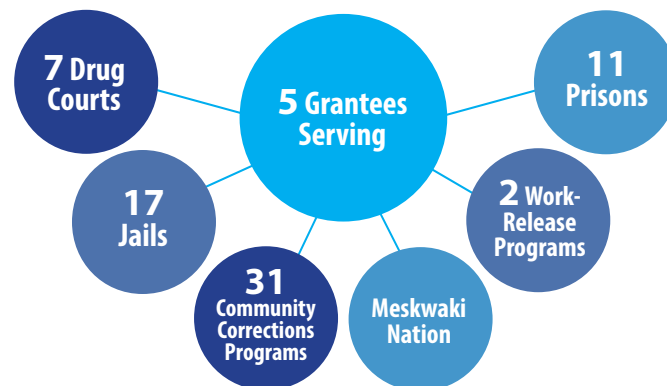 7 Drug
Courts
5 Grantees
Serving
11
Prisons
17
Jails
2 Work-
Release
Programs
31
Community
Corrections
Programs
Meskwaki
Nation